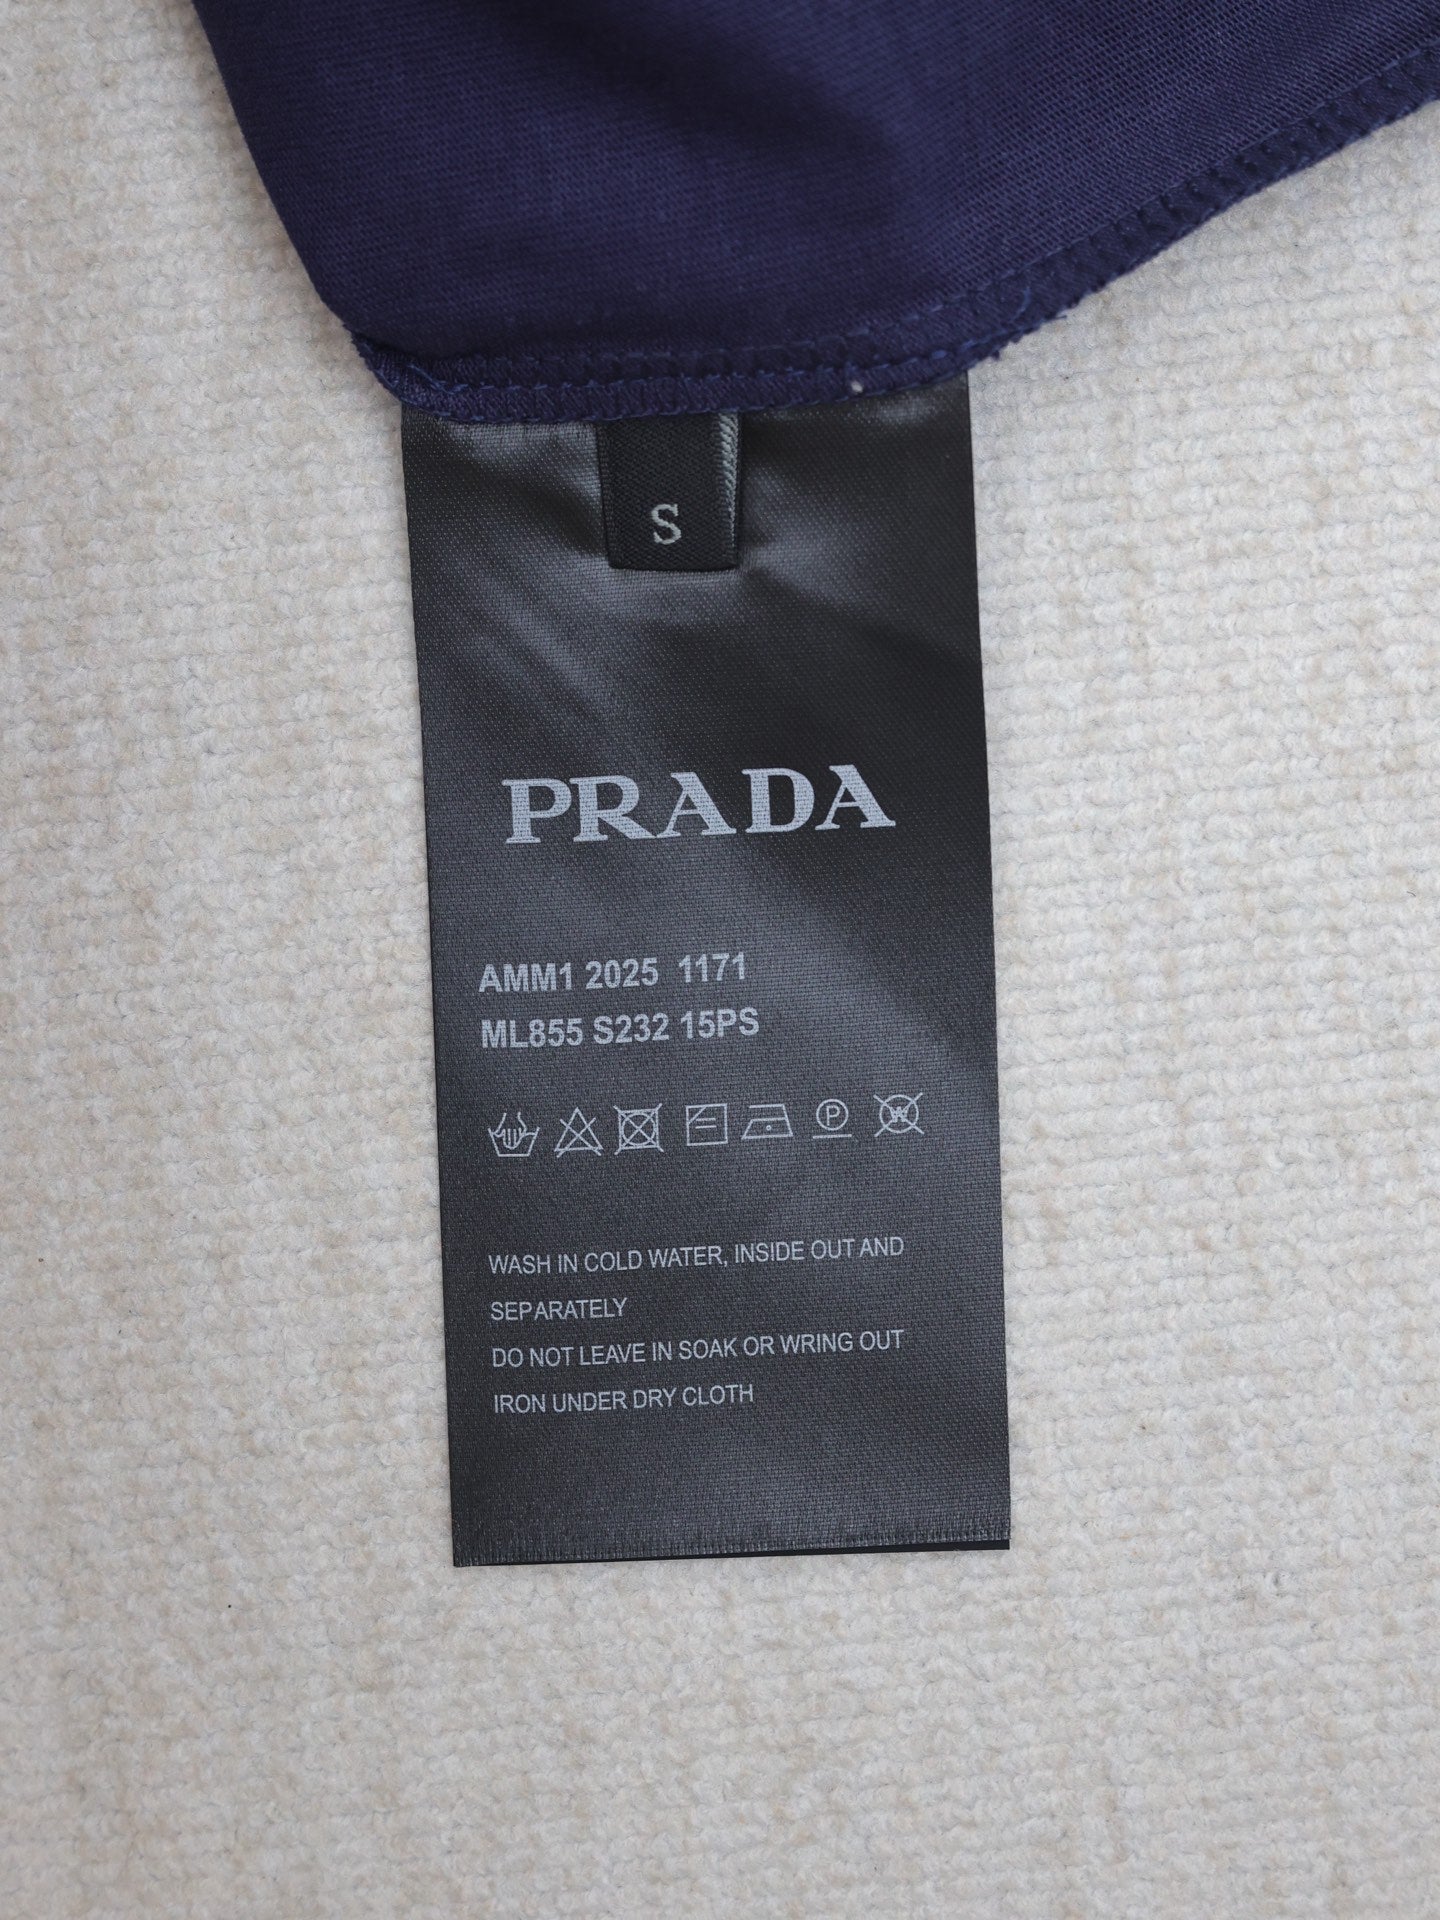 S
PRADA
AMM1 2025 1171
ML855 S232 15PS
P W
WASH IN COLD WATER, INSIDE OUT AND
SEPARATELY
DO NOT LEAVE IN SOAK OR WRING OUT
IRON UNDER DRY CLOTH